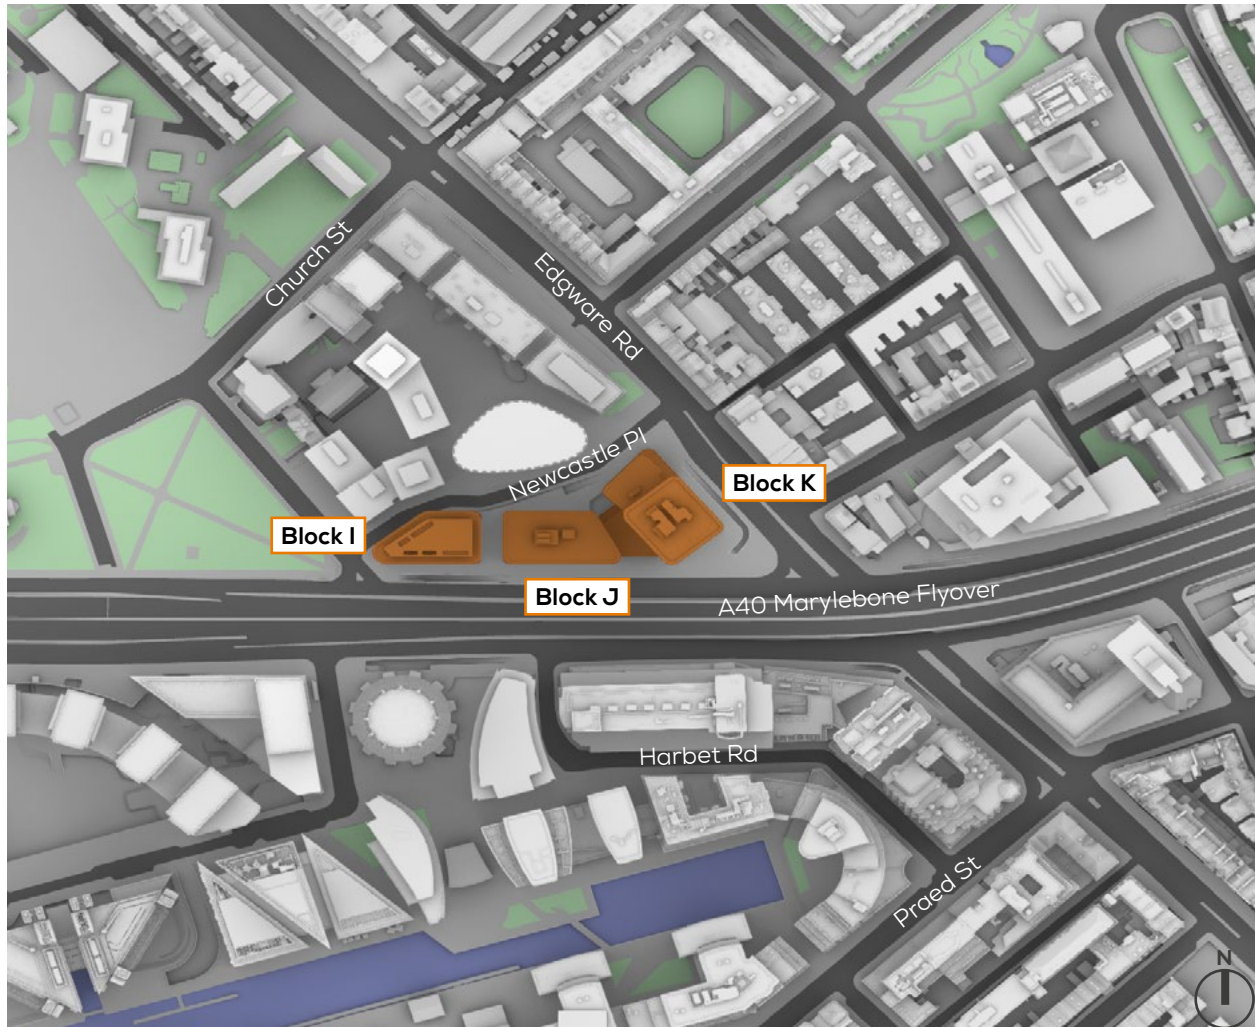 Church St
Edgware Rd
Newcastle Pl
Block K
Block I
Block J
A40 Marylebone Flyover
Harbet Rd
Praed St
N